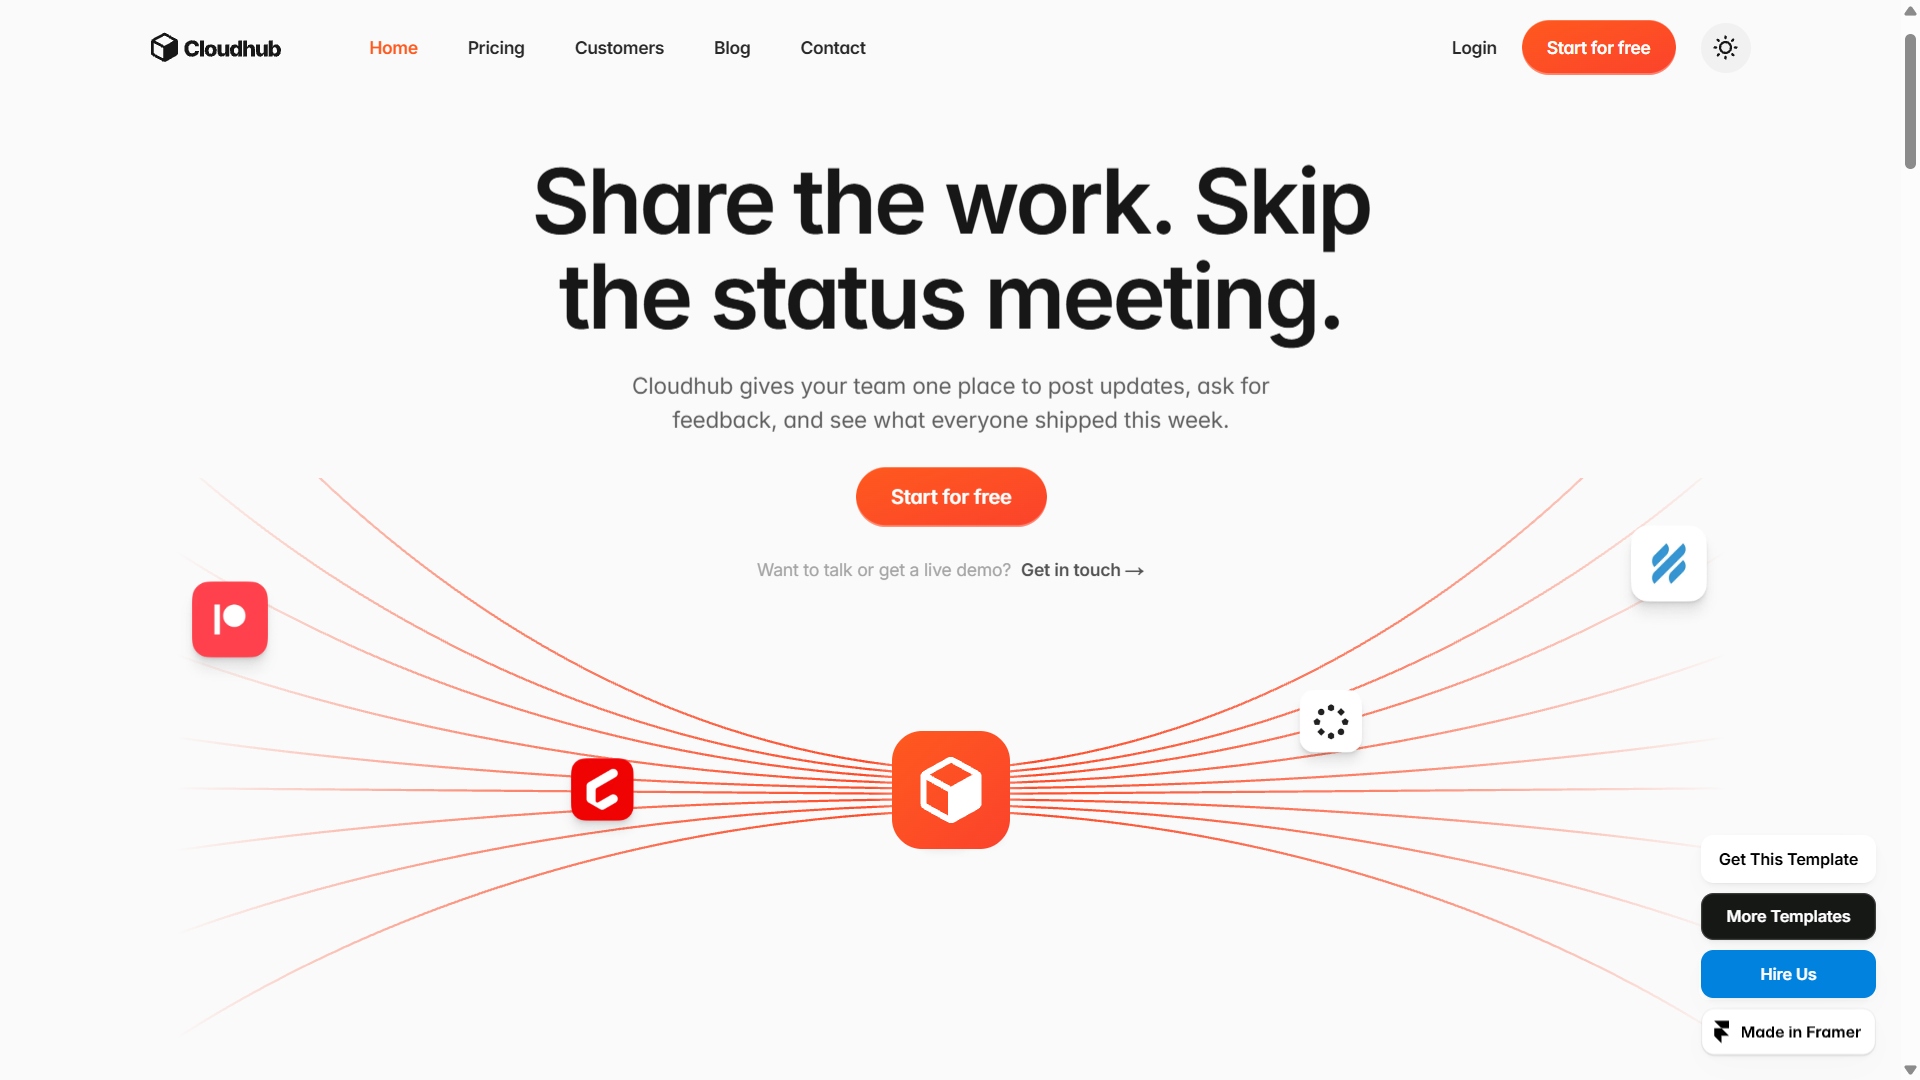 Cloudhub
Home
Pricing
Customers
Blog
Contact
Login
Start for free
Share the work. Skip
the status meeting.
Cloudhub gives your team one place to post updates, ask for
feedback, and see what everyone shipped this week.
Start for free
Want to talk or get a live demo? Get in touch →
Get This Template
More Templates
Hire Us
Made in Framer